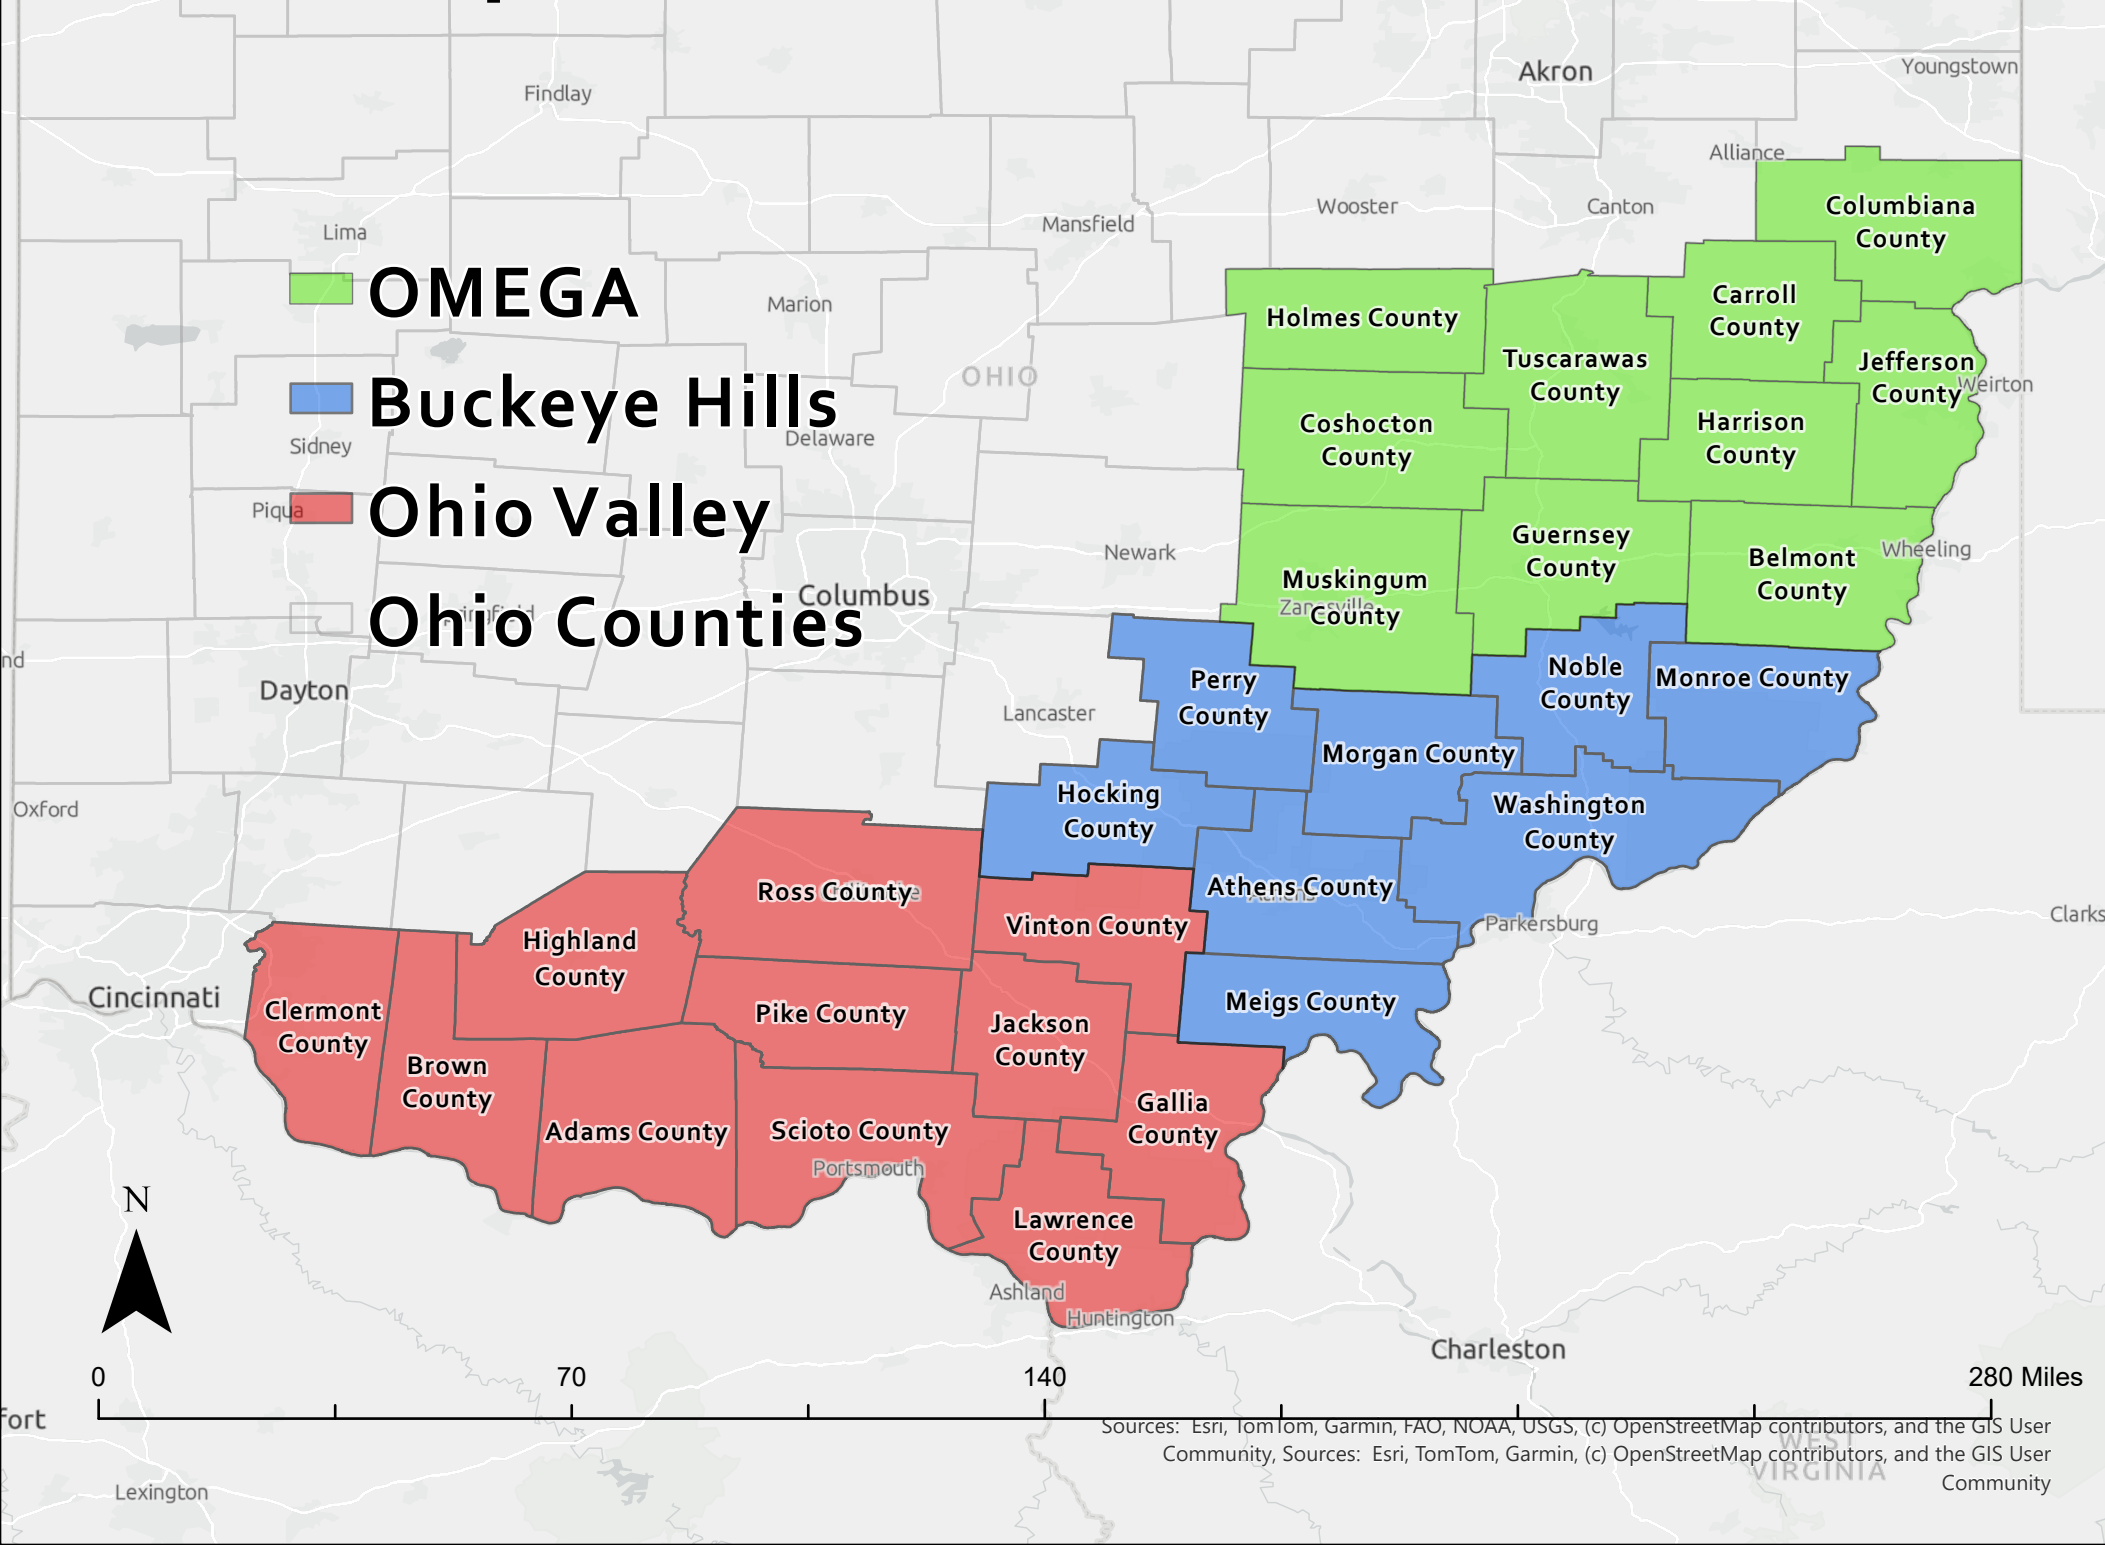 Akron
Youngstown
Findlay
Alliance
Columbiana
County
Wooster
Canton
Mansfield
Lima
OMEGA
Marion
Holmes County
Carroll
County
Tuscarawas
County
Jefferson
County
Weirton
OHIO
Buckeye Hills
Delaware
Sidney
Coshocton
County
Harrison
County
Piqua
Ohio Valley
Newark
Guernsey
County
Belmont
County
Wheeling
Columbus
Muskingum
County
Zanesville
Ohio Counties
nd
Dayton
Lancaster
Perry
County
Noble
County
Monroe County
Morgan County
Oxford
Hocking
County
Washington
County
Ross County
Athens County
Athens
Vinton County
Parkersburg
Clarks
Highland
County
Cincinnati
Clermont
County
Pike County
Jackson
County
Meigs County
Brown
County
Adams County
Scioto County
Portsmouth
Gallia
County
N
Lawrence
County
Ashland
Huntington
Charleston
0 70 140 280 Miles
fort
Sources: Esri, TomTom, Garmin, FAO, NOAA, USGS, (c) OpenStreetMap contributors, and the GIS User
Community, Sources: Esri, TomTom, Garmin, (c) OpenStreetMap contributors, and the GIS User
Community
WEST
VIRGINIA
Lexington